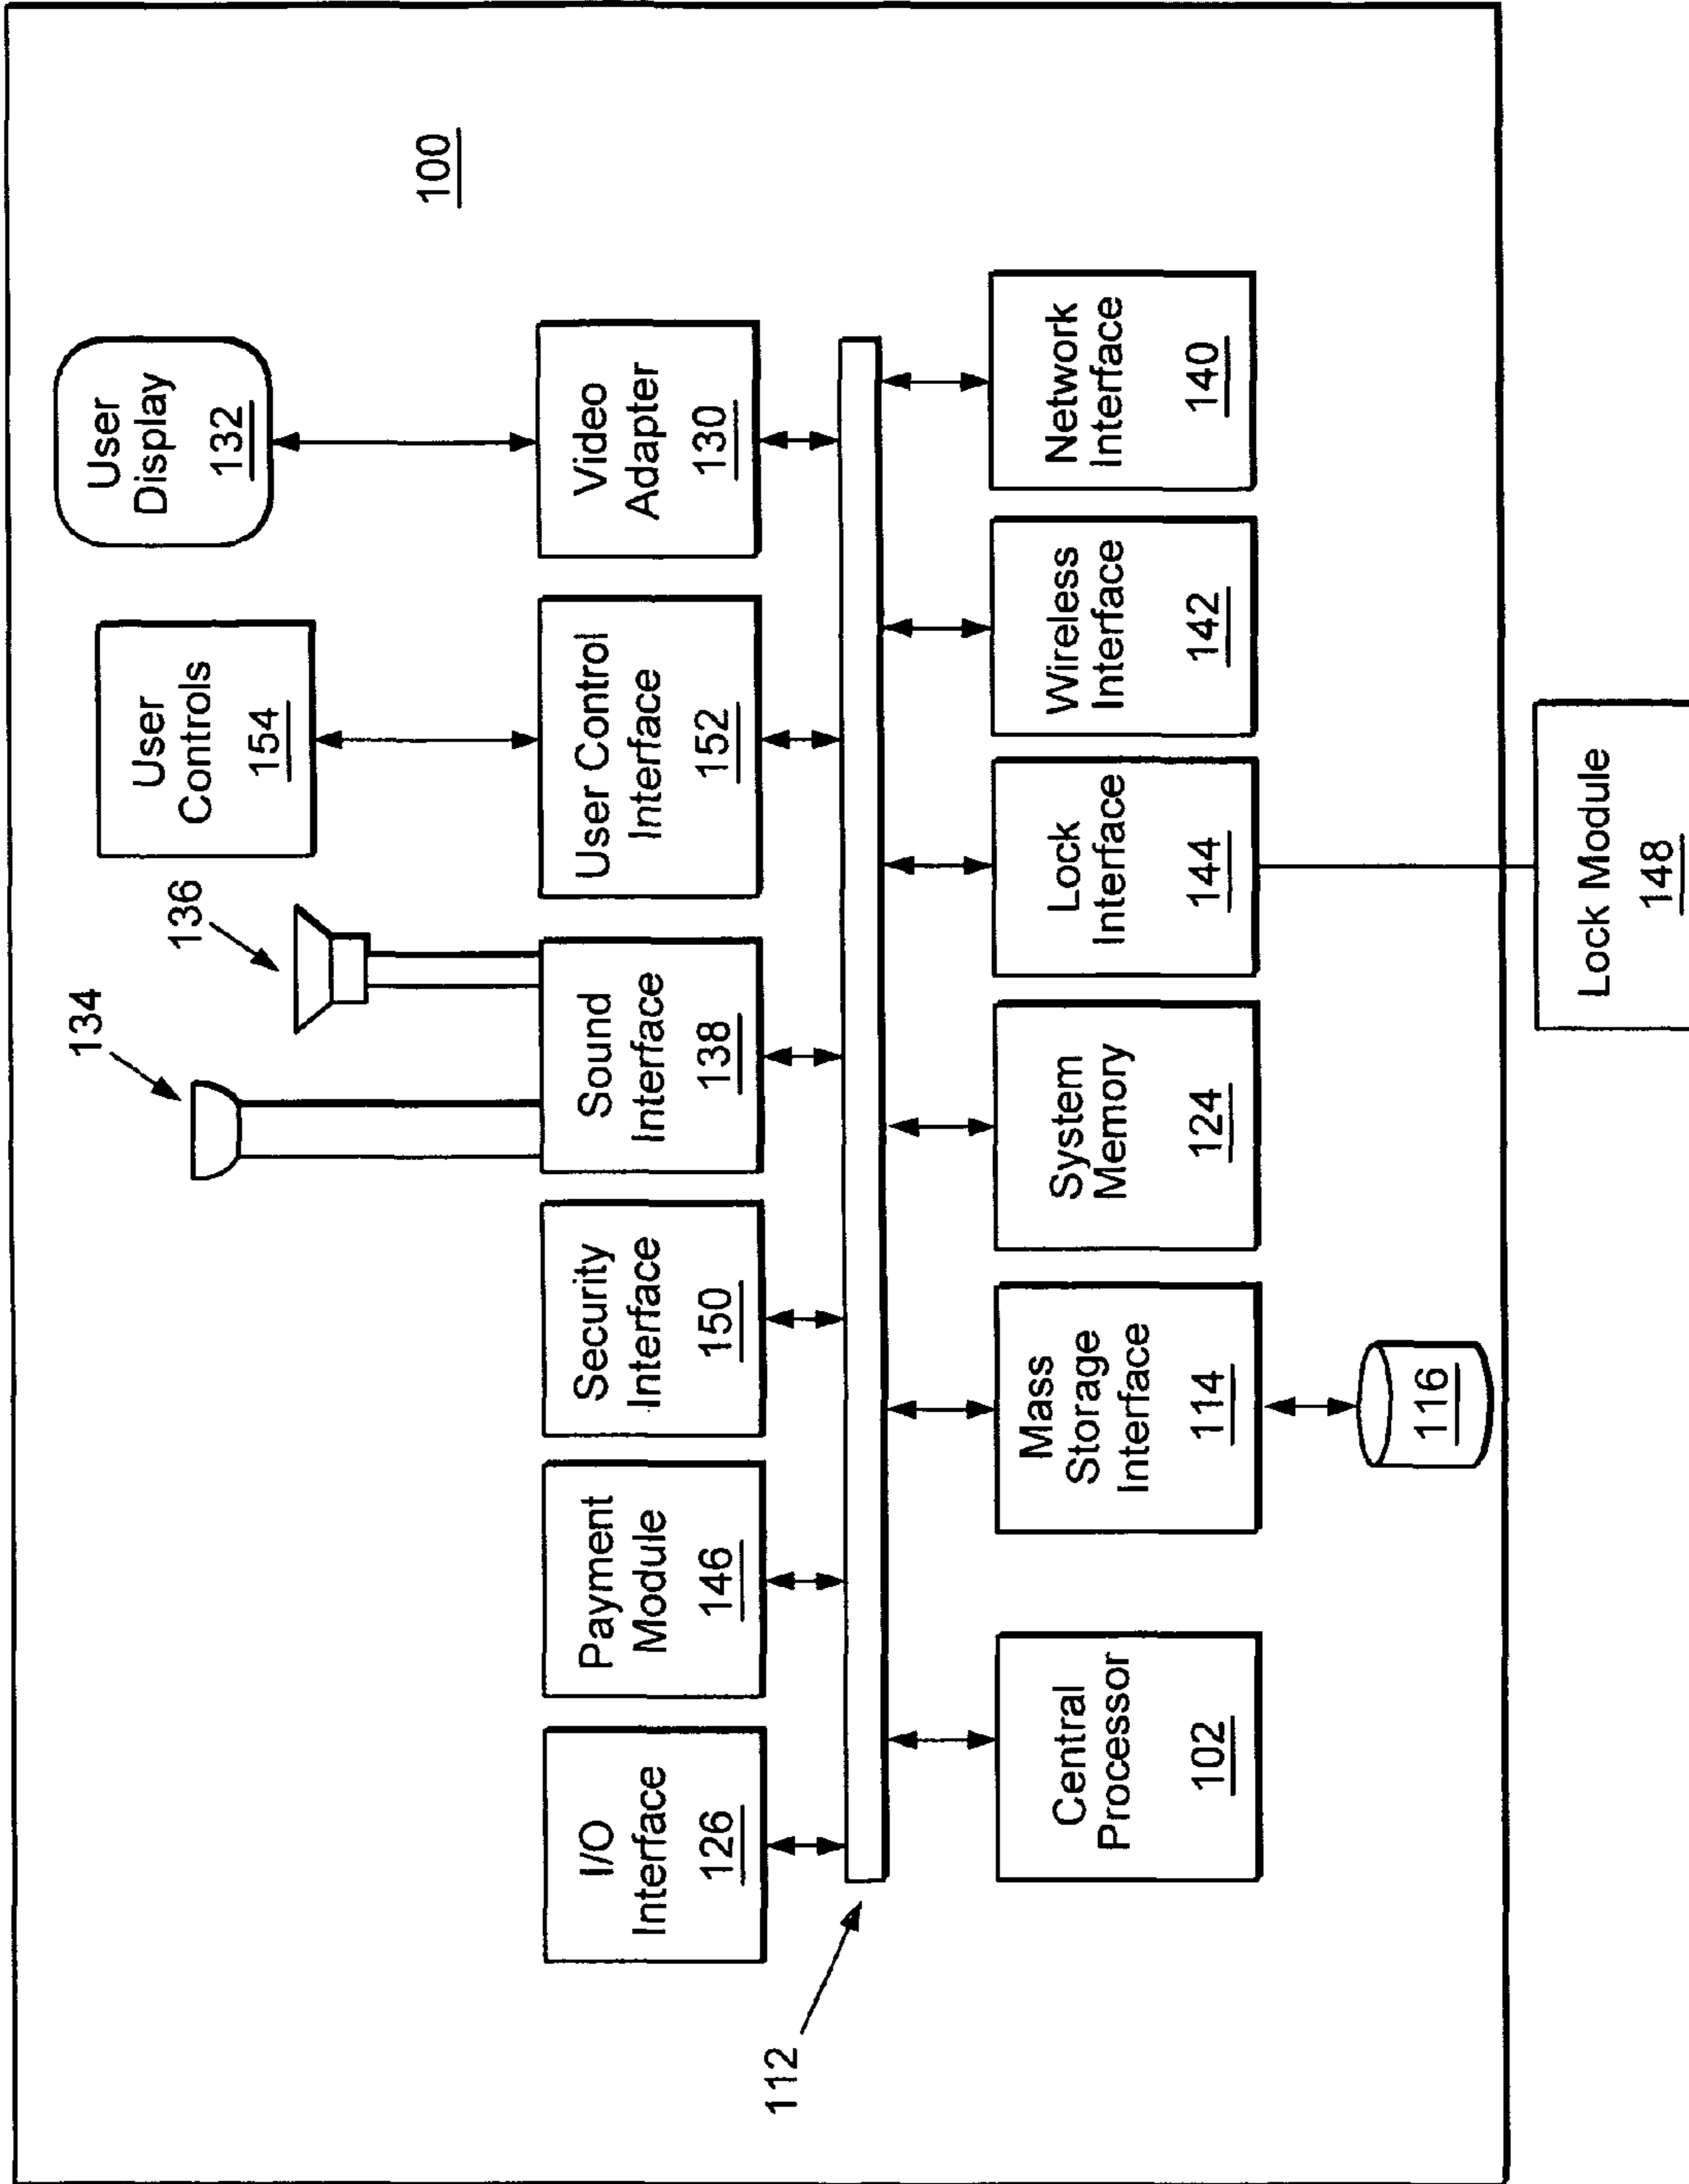 134
136
User
Controls
154
User
Display
132
100
I/O
Interface
126
Payment
Module
146
Security
Interface
150
Sound
Interface
138
User Control
Interface
152
Video
Adapter
130
112
Central
Processor
102
Mass
Storage
Interface
114
System
Memory
124
Lock
Interface
144
Wireless
Interface
142
Network
Interface
140
116
Lock Module
148